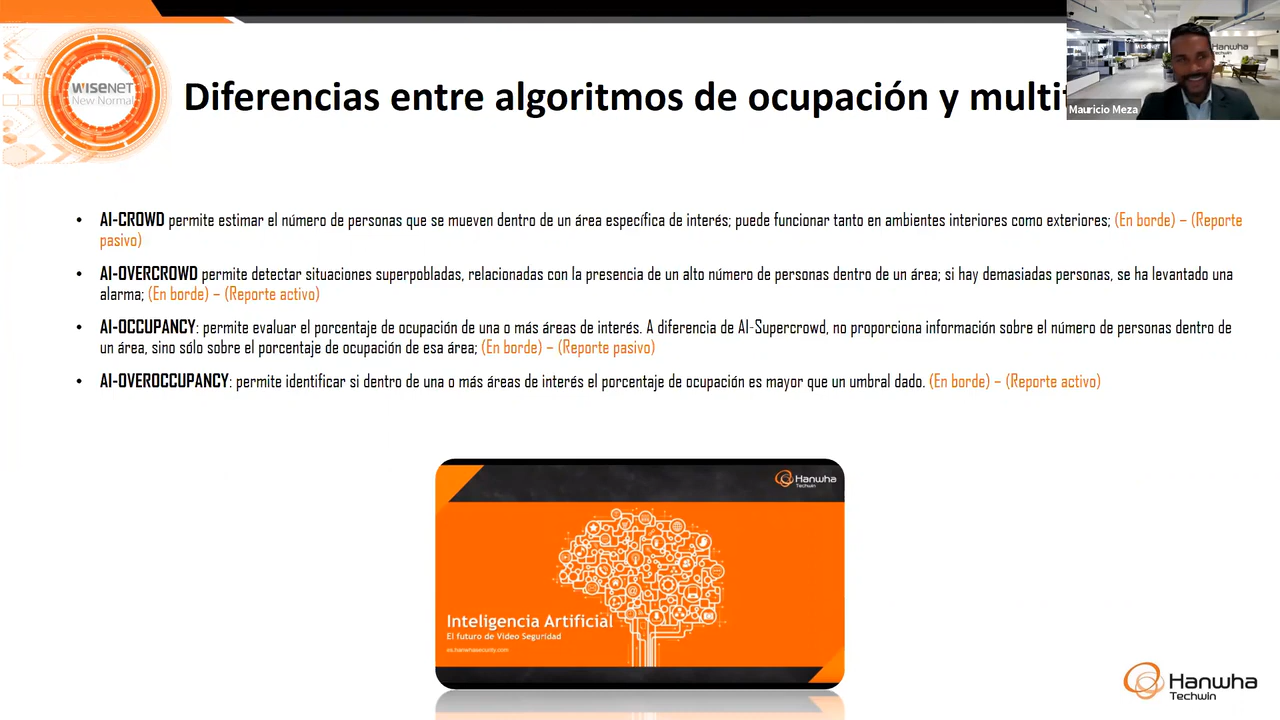 WISENET
New Normal
Diferencias entre algoritmos de ocupación y
WISENET
Hanwha
Techwin
Mauricio Meza
• AI-CROWD permite estimar el número de personas que se mueven dentro de un área específica de interés; puede funcionar tanto en ambientes interiores como exteriores; (En borde) – (Reporte
pasivo)
• AI-OVERCROWD permite detectar situaciones superpobladas, relacionadas con la presencia de un alto número de personas dentro de un área; si hay demasiadas personas, se ha levantado una
alarma; (En borde) – (Reporte activo)
• AI-OCCUPANCY: permite evaluar el porcentaje de ocupación de una o más áreas de interés. A diferencia de AI-Supercrowd, no proporciona información sobre el número de personas dentro de
un área, sino sólo sobre el porcentaje de ocupación de esa área; (En borde) – (Reporte pasivo)
• AI-OVEROCCUPANCY: permite identificar si dentro de una o más áreas de interés el porcentaje de ocupación es mayor que un umbral dado. (En borde) – (Reporte activo)
Hanwha
Techwin
Inteligencia Artificial
El futuro de Video Seguridad
es.hanwhasecurity.com
Hanwha
Techwin